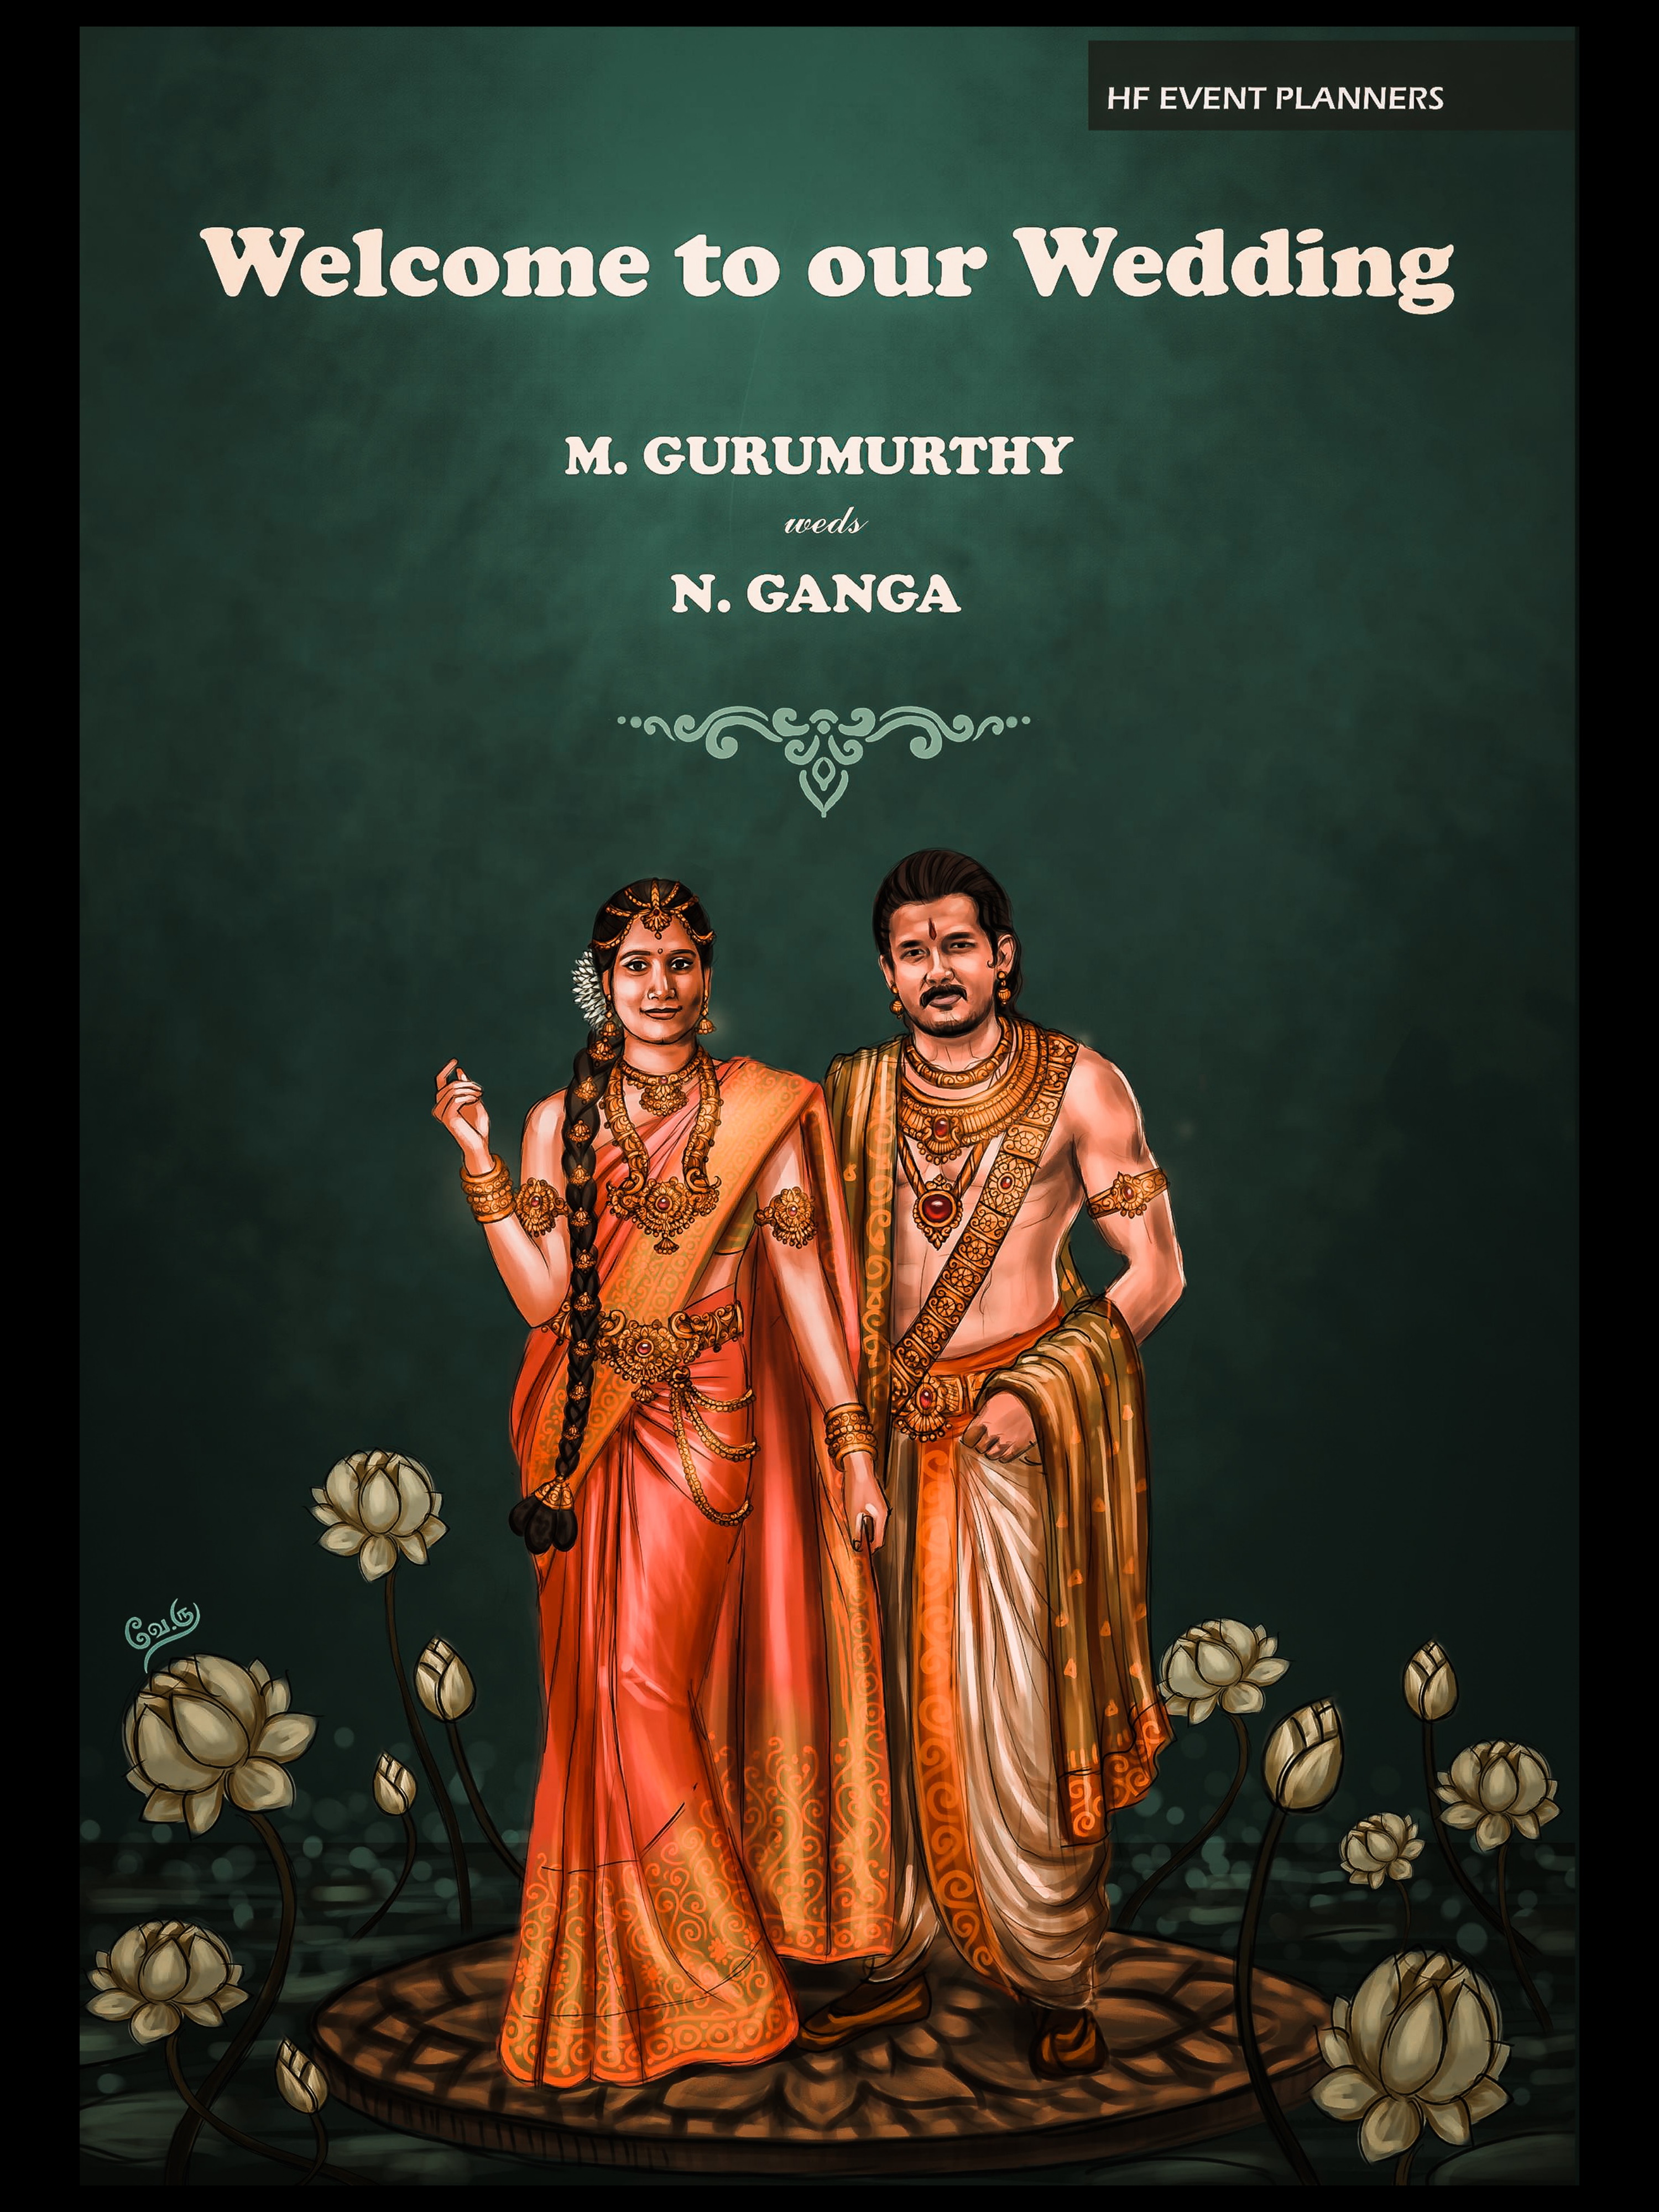 HF EVENT PLANNERS
Welcome to our Wedding
M. GURUMURTHY
weds
N. GANGA